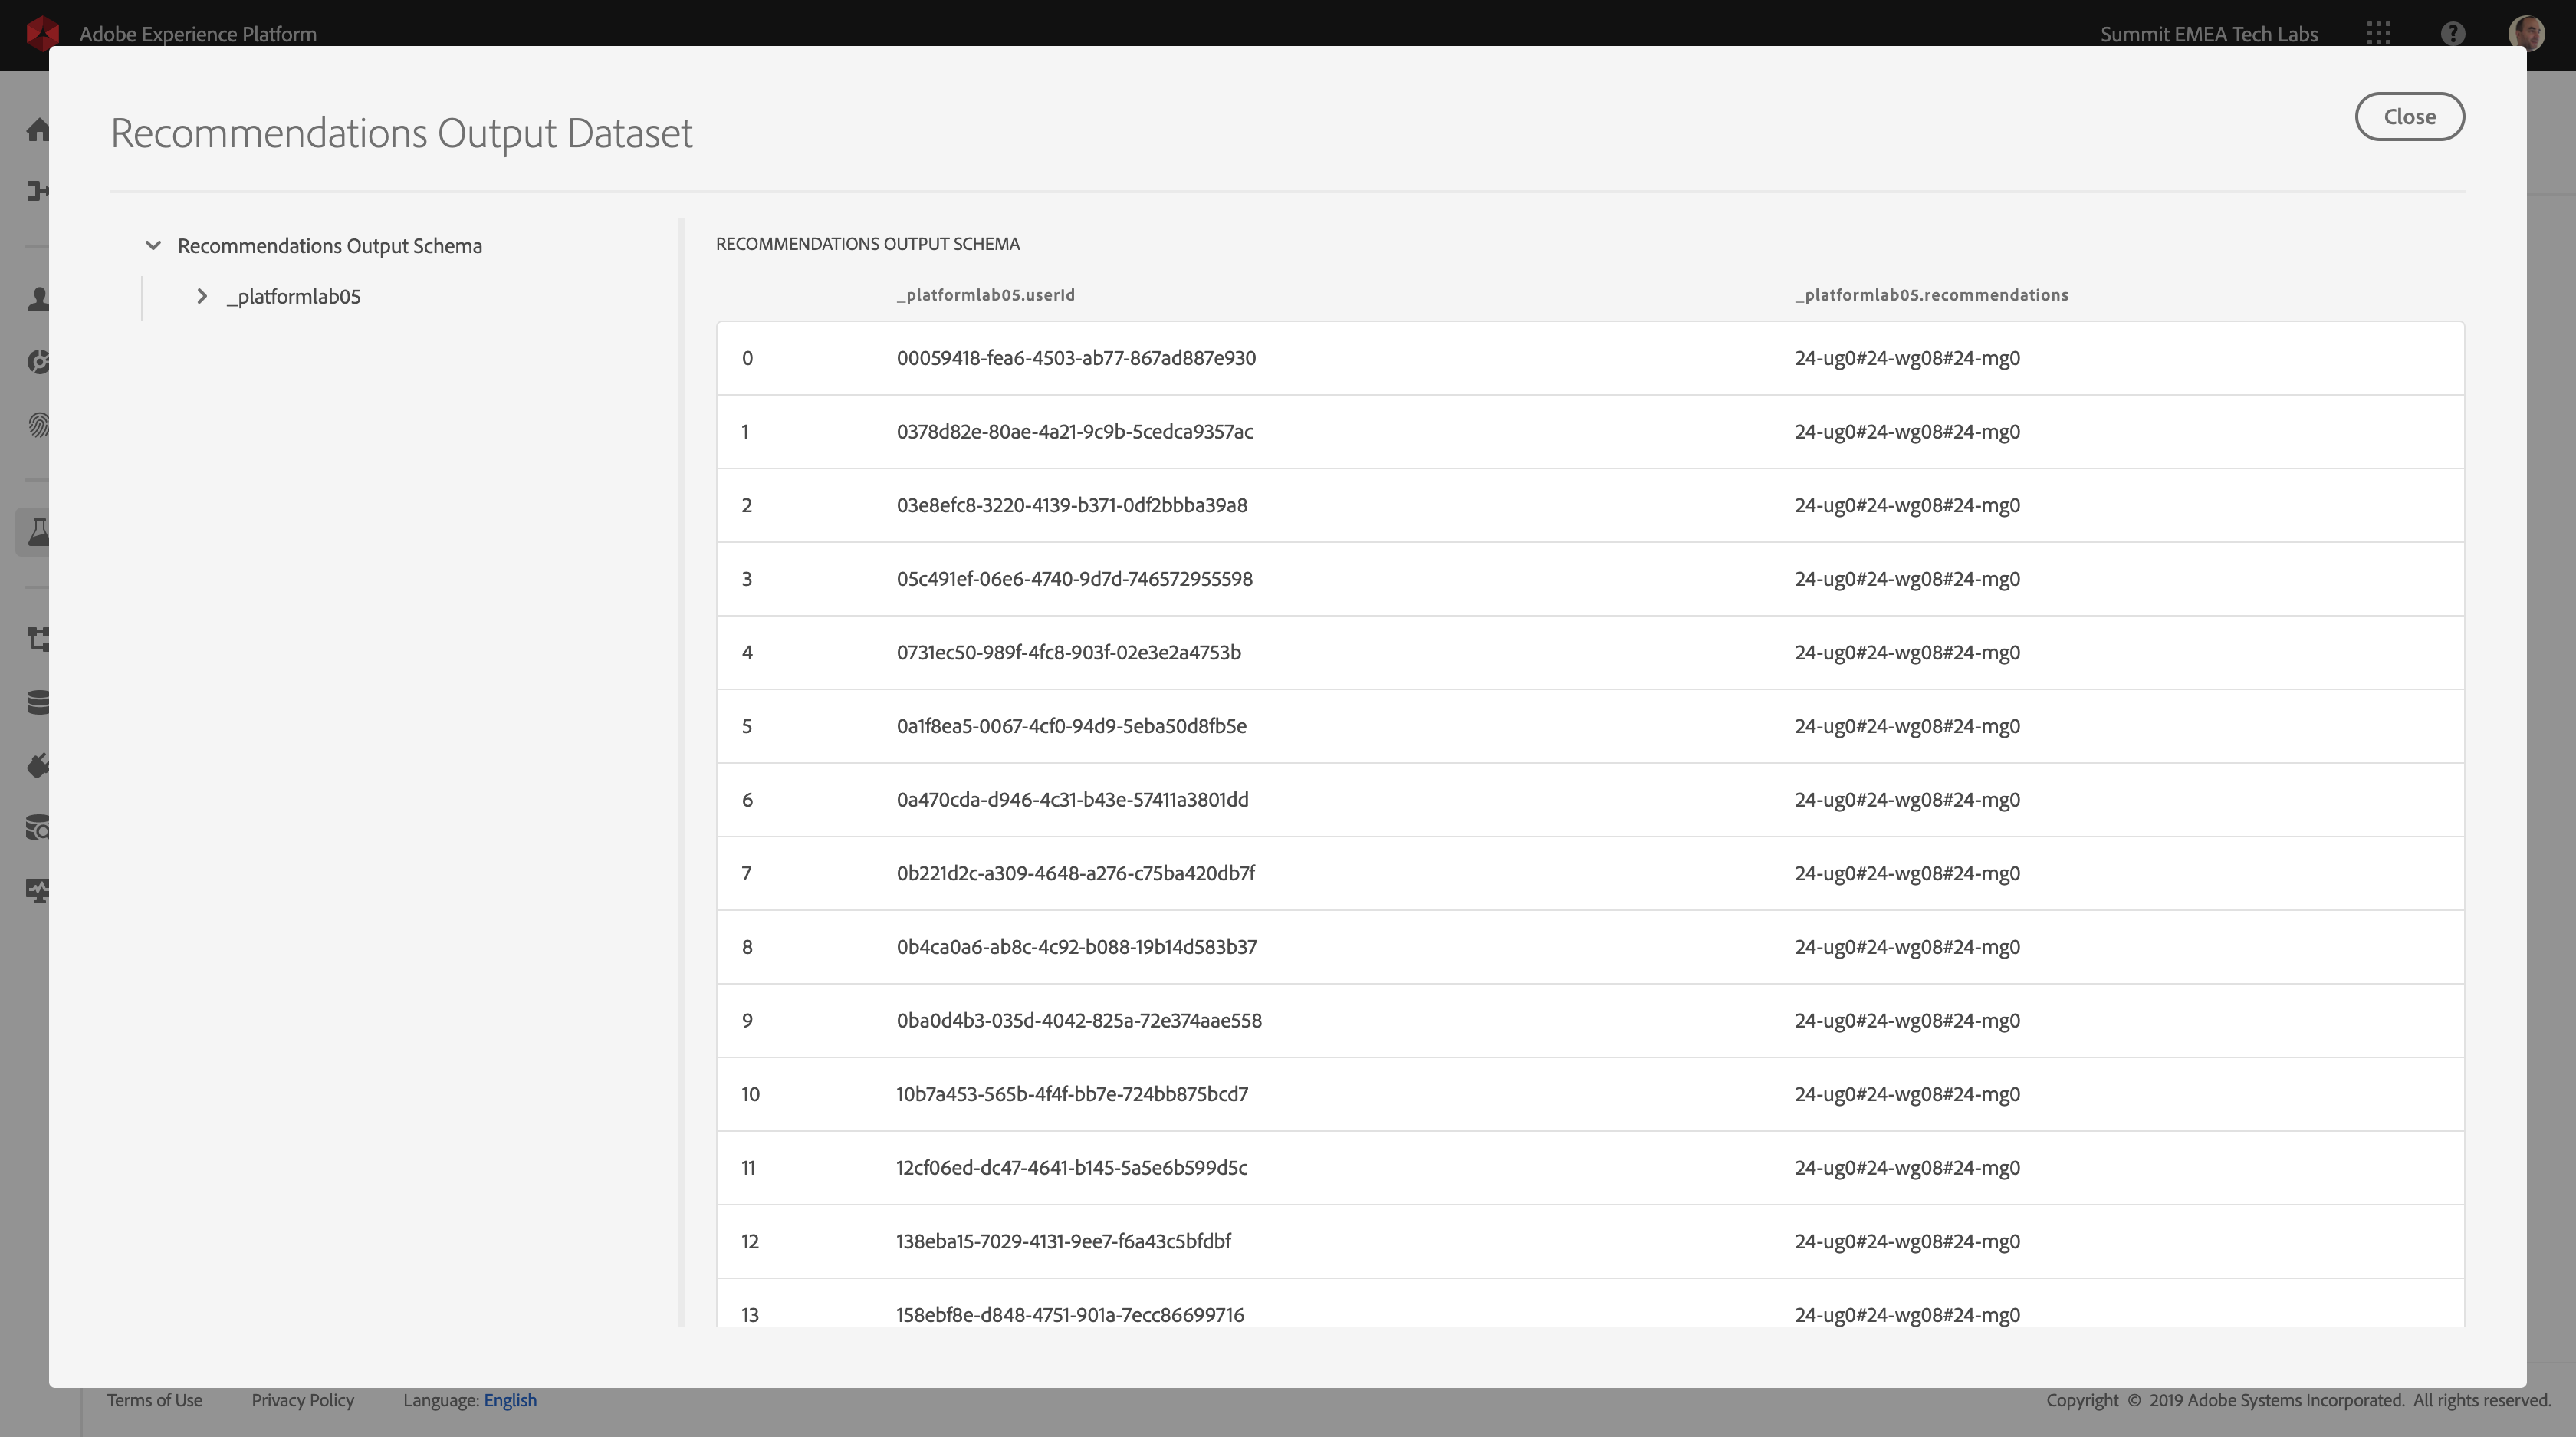 Adobe Experience Platform
Summit EMEA Tech Labs
Recommendations Output Dataset
Close
Recommendations Output Schema
_platformlab05
RECOMMENDATIONS OUTPUT SCHEMA
_platformlab05.userId _platformlab05.recommendations
0 00059418-fea6-4503-ab77-867ad887e930 24-ug0#24-wg08#24-mg0
1 0378d82e-80ae-4a21-9c9b-5cedca9357ac 24-ug0#24-wg08#24-mg0
2 03e8efc8-3220-4139-b371-0df2bbba39a8 24-ug0#24-wg08#24-mg0
3 05c491ef-06e6-4740-9d7d-746572955598 24-ug0#24-wg08#24-mg0
4 0731ec50-989f-4fc8-903f-02e3e2a4753b 24-ug0#24-wg08#24-mg0
5 0a1f8ea5-0067-4cf0-94d9-5eba50d8fb5e 24-ug0#24-wg08#24-mg0
6 0a470cda-d946-4c31-b43e-57411a3801dd 24-ug0#24-wg08#24-mg0
7 0b221d2c-a309-4648-a276-c75ba420db7f 24-ug0#24-wg08#24-mg0
8 0b4ca0a6-ab8c-4c92-b088-19b14d583b37 24-ug0#24-wg08#24-mg0
9 0ba0d4b3-035d-4042-825a-72e374aae558 24-ug0#24-wg08#24-mg0
10 10b7a453-565b-4f4f-bb7e-724bb875bcd7 24-ug0#24-wg08#24-mg0
11 12cf06ed-dc47-4641-b145-5a5e6b599d5c 24-ug0#24-wg08#24-mg0
12 138eba15-7029-4131-9ee7-f6a43c5bfdbf 24-ug0#24-wg08#24-mg0
13 158ebf8e-d848-4751-901a-7ecc86699716 24-ug0#24-wg08#24-mg0
Terms of Use Privacy Policy Language: English Copyright © 2019 Adobe Systems Incorporated. All rights reserved.